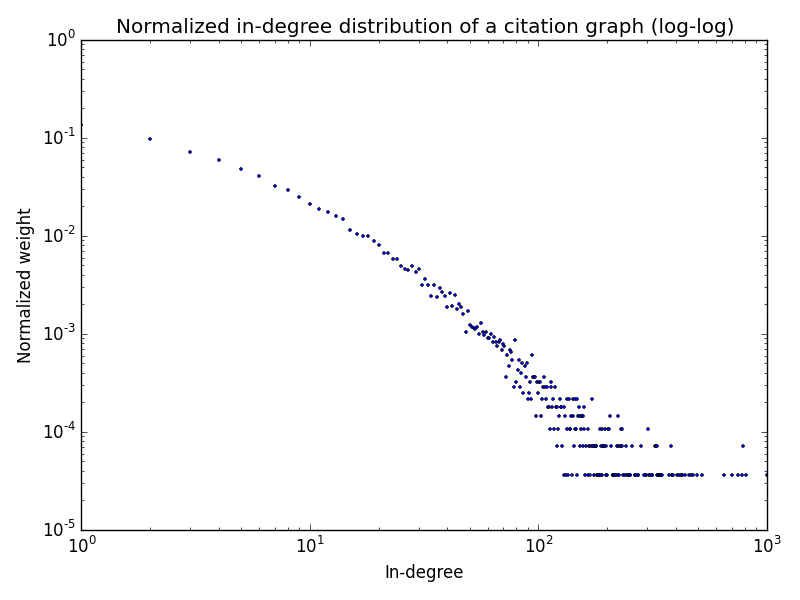 Normalized in-degree distribution of a citation graph (log-log)
10^0
10^-1
10^-2
10^-3
10^-4
10^-5
Normalized weight
10^0 10^1 10^2 10^3
In-degree